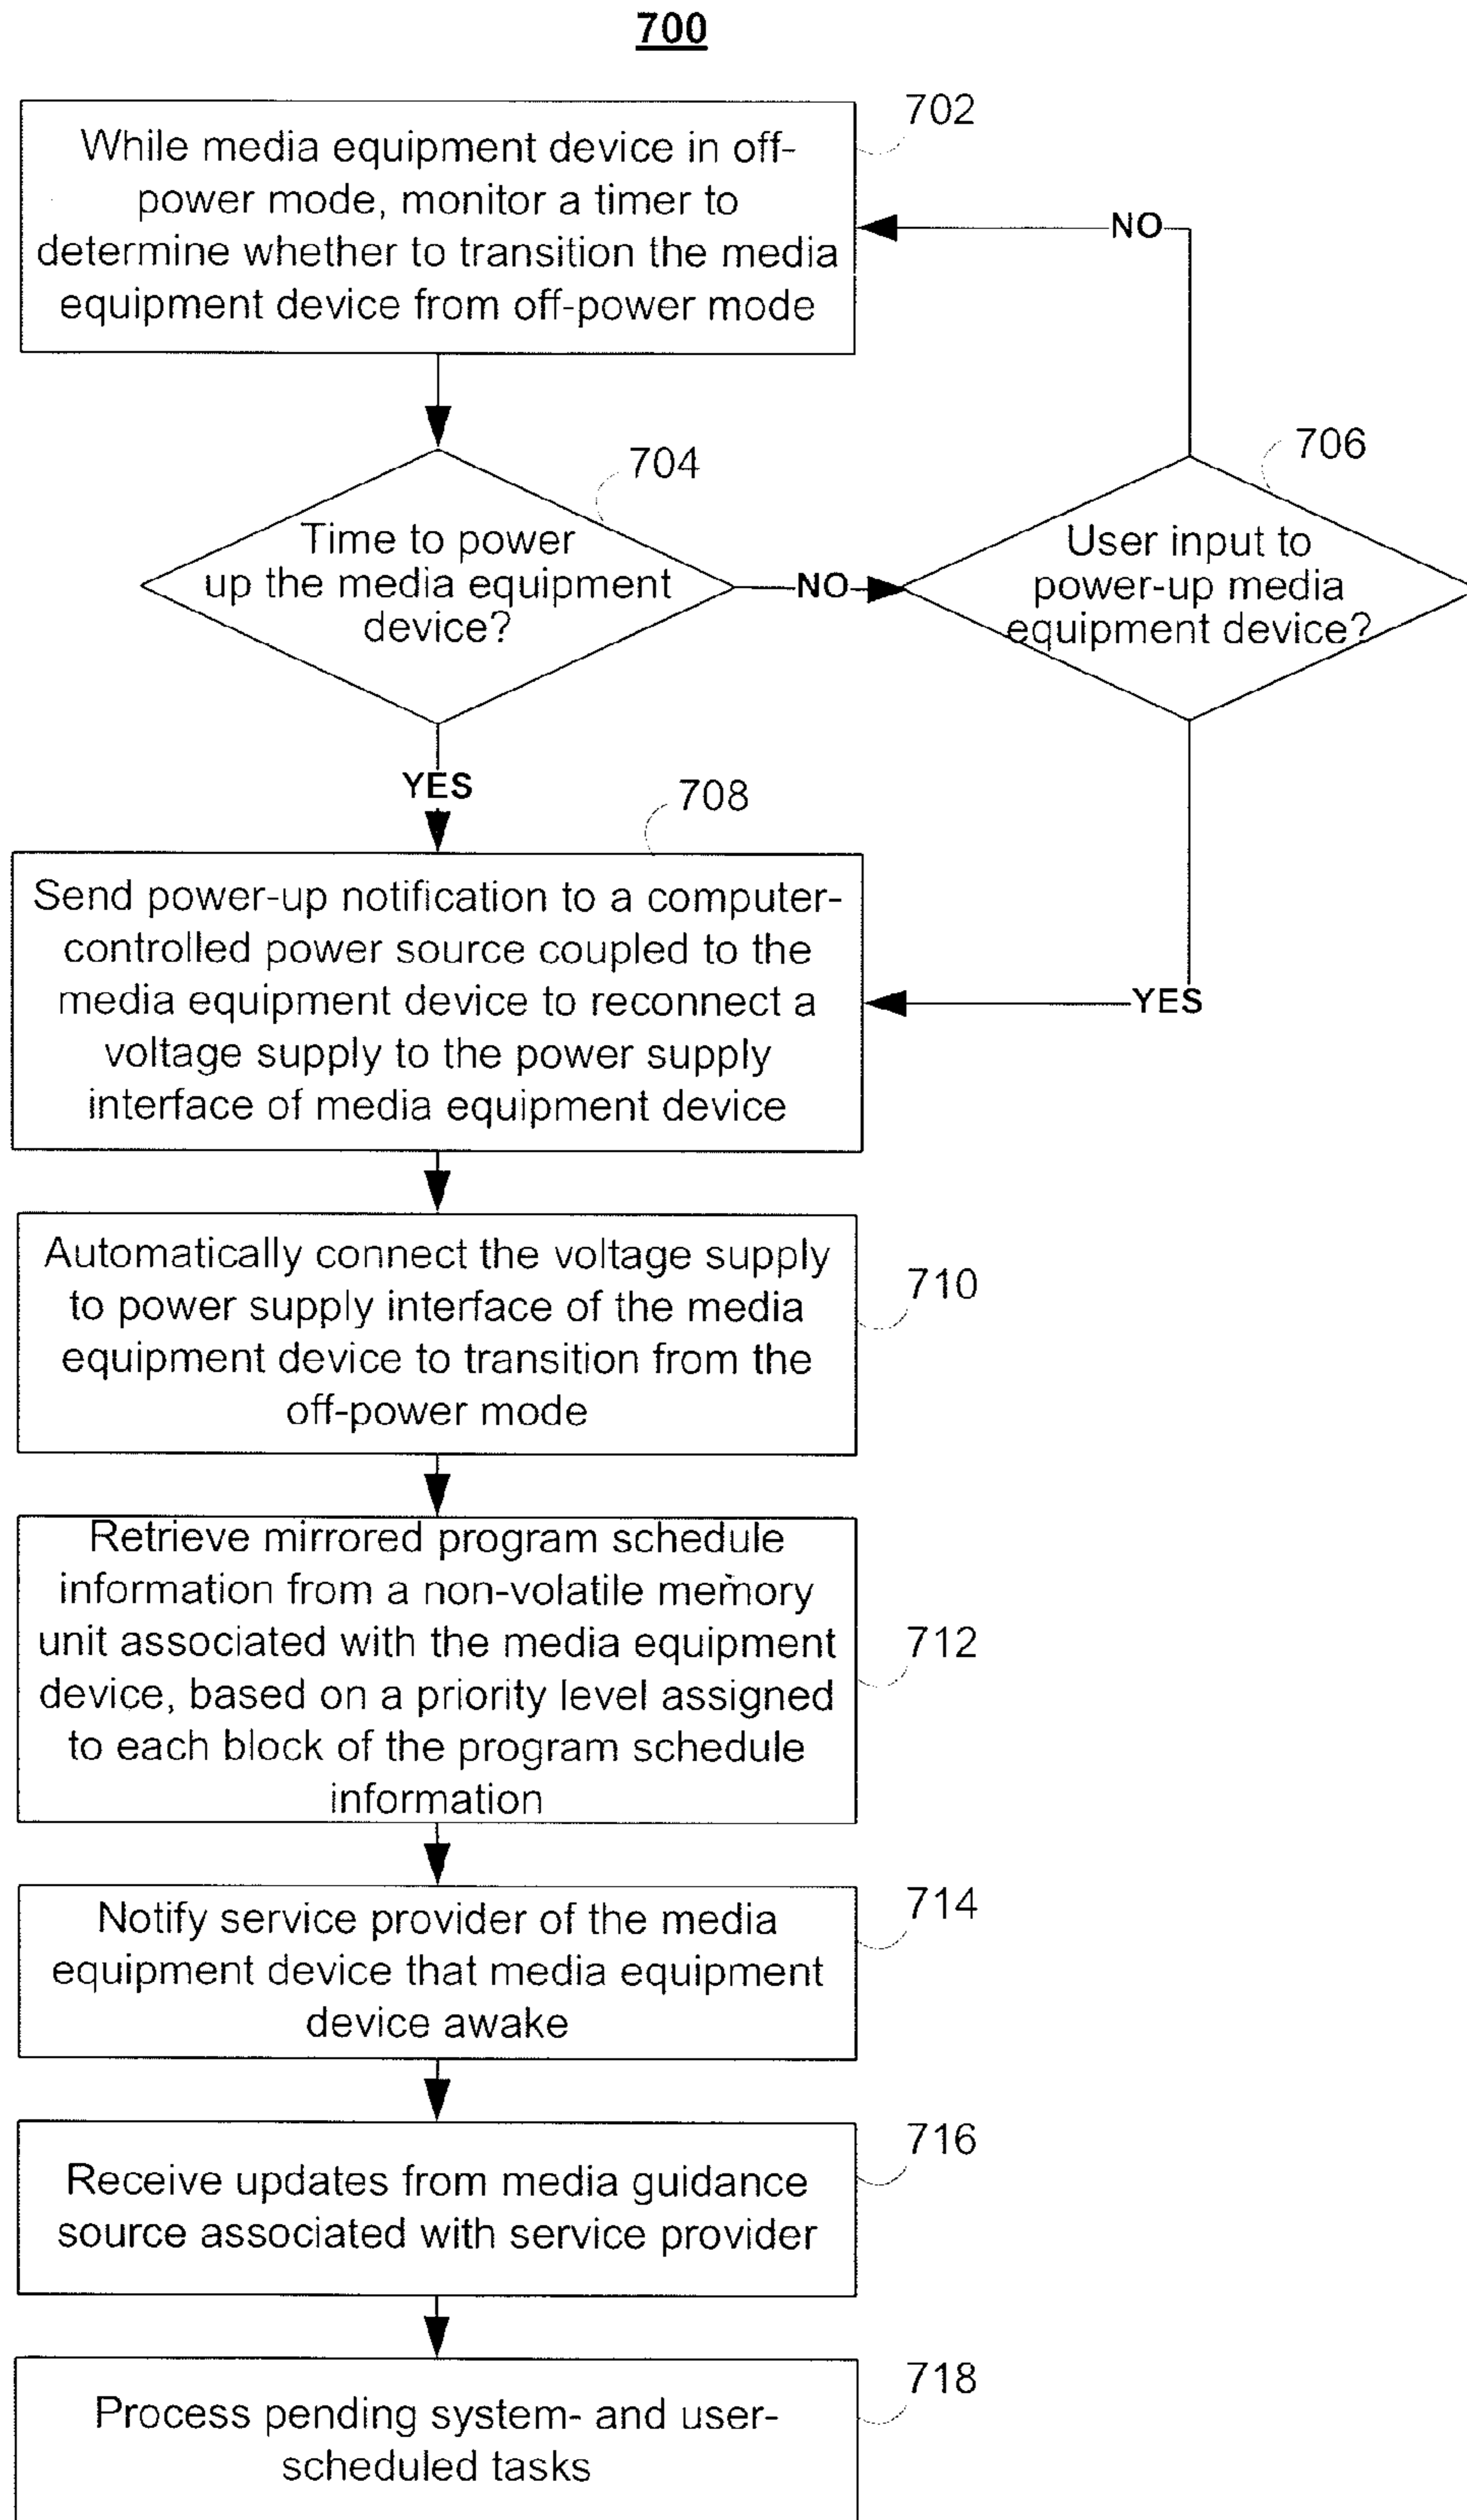 700
702
While media equipment device in off-
power mode, monitor a timer to
determine whether to transition the media
equipment device from off-power mode
NO
704
Time to power
up the media equipment
device?
NO
706
User input to
power-up media
equipment device?
YES
708
Send power-up notification to a computer-
controlled power source coupled to the
media equipment device to reconnect a
voltage supply to the power supply
interface of media equipment device
YES
Automatically connect the voltage supply
to power supply interface of the media
equipment device to transition from the
off-power mode
710
Retrieve mirrored program schedule
information from a non-volatile memory
unit associated with the media equipment
device, based on a priority level assigned
to each block of the program schedule
information
712
Notify service provider of the media
equipment device that media equipment
device awake
714
Receive updates from media guidance
source associated with service provider
716
Process pending system- and user-
scheduled tasks
718